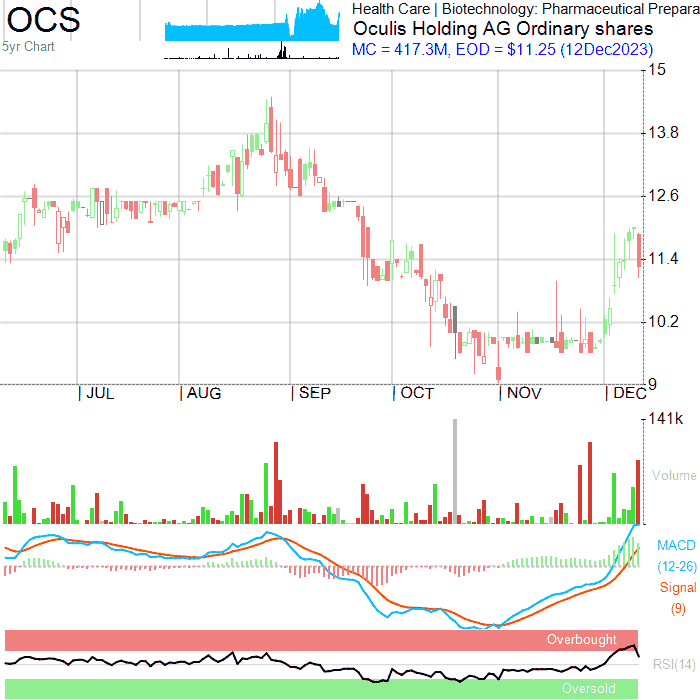 OCS
5yr Chart
Health Care | Biotechnology: Pharmaceutical Prepara
Oculis Holding AG Ordinary shares
MC = 417.3M, EOD = $11.25 (12Dec2023)
15
13.8
12.6
11.4
10.2
9
JUL AUG SEP OCT NOV DEC
141k
Volume
MACD
(12-26)
Signal
(9)
Overbought
RSI(14)
Oversold